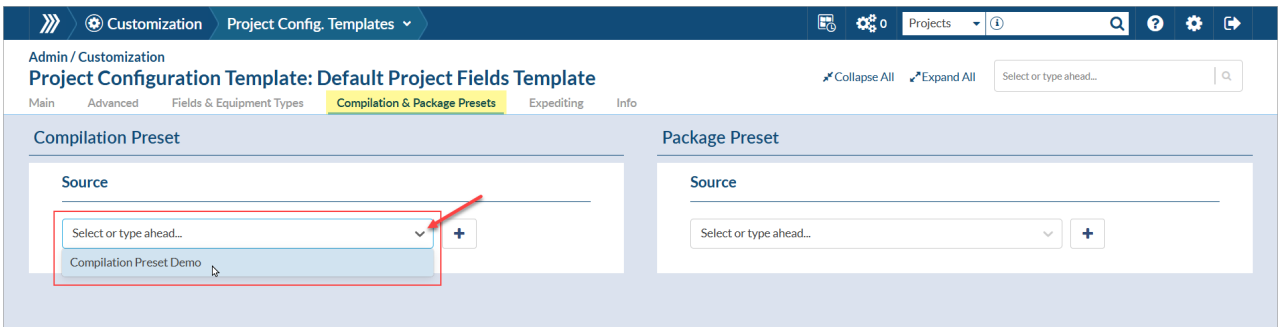 Customization
Project Config. Templates
0
Projects
Admin / Customization
Project Configuration Template: Default Project Fields Template
Collapse All
Expand All
Select or type ahead...
Main
Advanced
Fields & Equipment Types
Compilation & Package Presets
Expediting
Info
Compilation Preset
Package Preset
Source
Source
Select or type ahead...
Select or type ahead...
Compilation Preset Demo